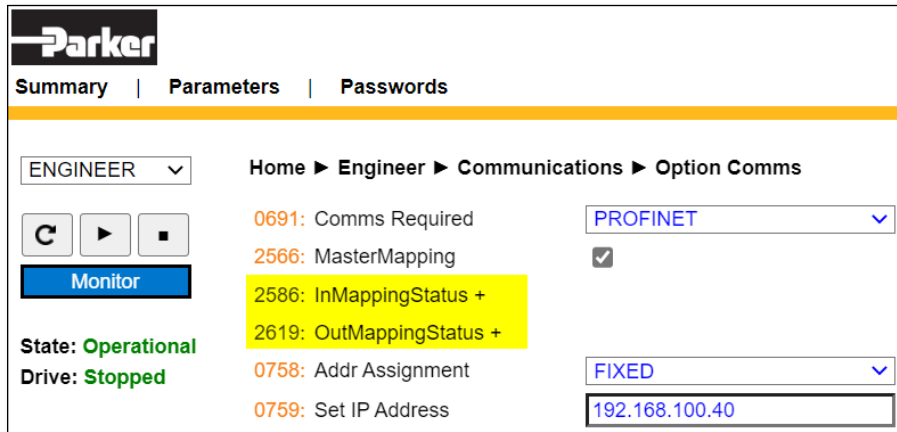 Parker
Summary | Parameters | Passwords
ENGINEER
Home ► Engineer ► Communications ► Option Comms
0691: Comms Required PROFINET
2566: MasterMapping
Monitor
2586: InMappingStatus +
2619: OutMappingStatus +
State: Operational
Drive: Stopped
0758: Addr Assignment FIXED
0759: Set IP Address 192.168.100.40